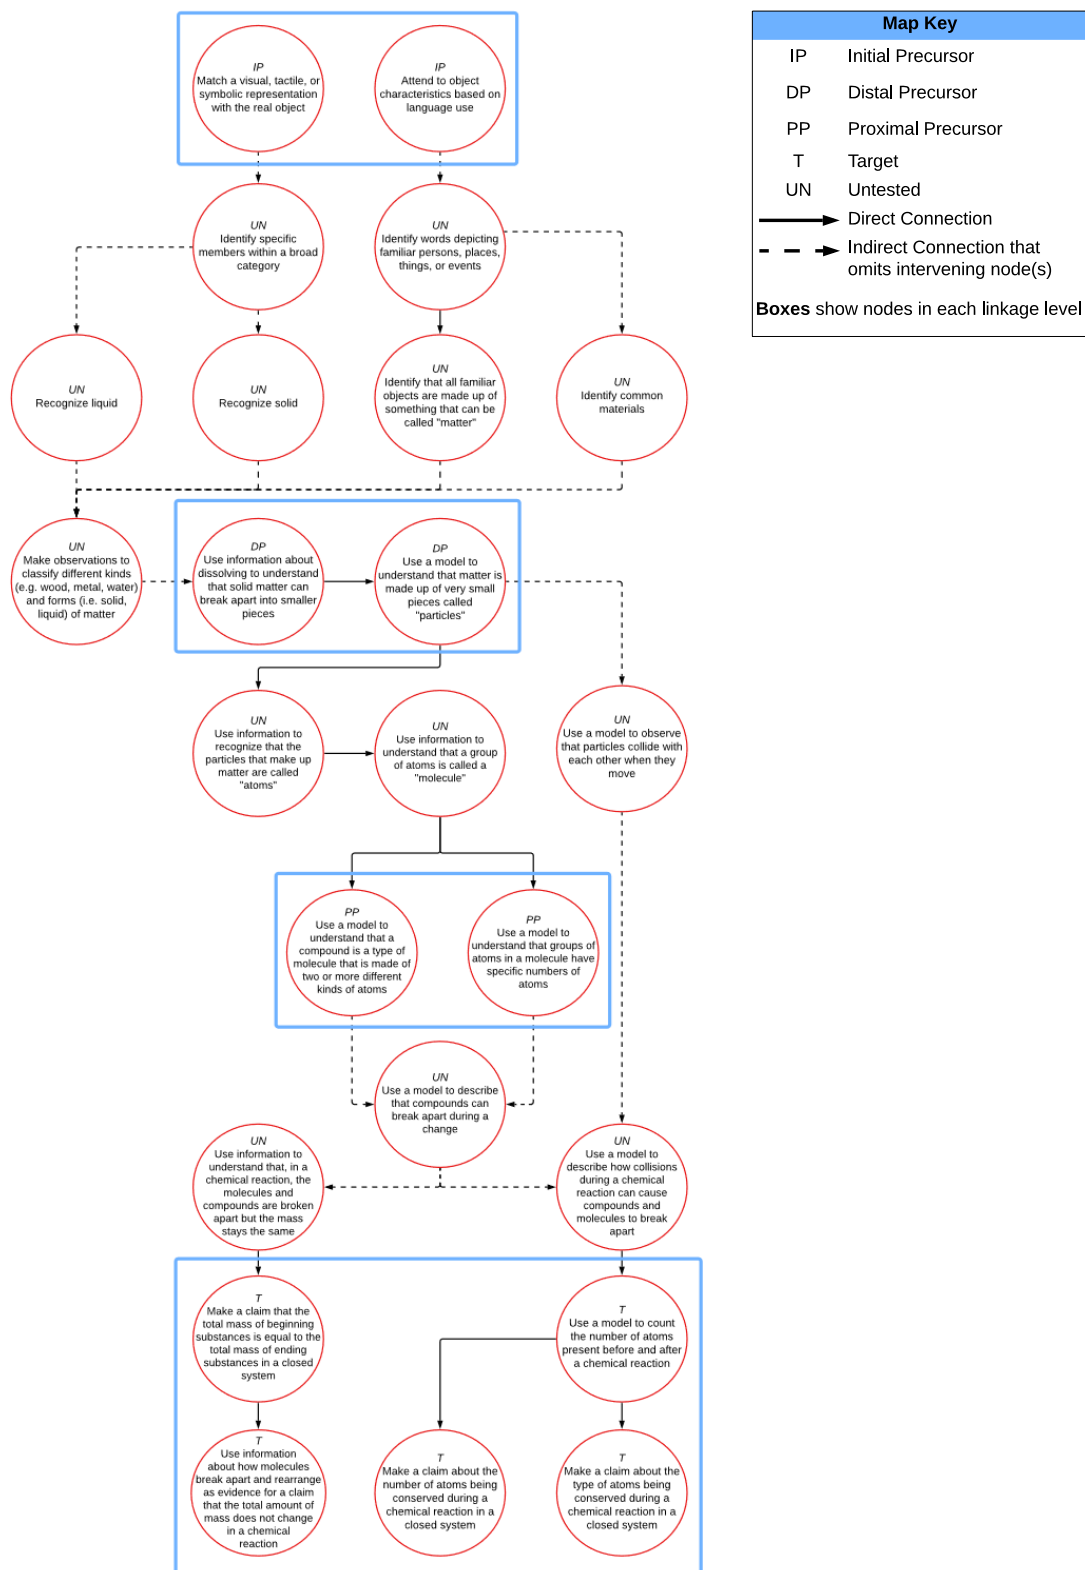 Map Key
IP Initial Precursor
DP Distal Precursor
PP Proximal Precursor
T Target
UN Untested
Direct Connection
Indirect Connection that
omits intervening node(s)
Boxes show nodes in each linkage level
IP
Match a visual, tactile, or
symbolic representation
with the real object
IP
Attend to object
characteristics based on
language use
UN
Identify specific
members within a broad
category
UN
Identify words depicting
familiar persons, places,
things, or events
UN
Recognize liquid
UN
Recognize solid
UN
Identify that all familiar
objects are made up of
something that can be
called "matter"
UN
Identify common
materials
UN
Make observations to
classify different kinds
(e.g. wood, metal, water)
and forms (i.e. solid,
liquid) of matter
DP
Use information about
dissolving to understand
that solid matter can
break apart into smaller
pieces
DP
Use a model to
understand that matter is
made up of very small
pieces called
"particles"
UN
Use information to
recognize that the
particles that make up
matter are called
"atoms"
UN
Use information to
understand that a group
of atoms is called a
"molecule"
UN
Use a model to observe
that particles collide with
each other when they
move
PP
Use a model to
understand that a
compound is a type of
molecule that is made of
two or more different
kinds of atoms
PP
Use a model to
understand that groups of
atoms in a molecule have
specific numbers of
atoms
UN
Use a model to describe
that compounds can
break apart during a
change
UN
Use information to
understand that, in a
chemical reaction, the
molecules and
compounds are broken
apart but the mass
stays the same
UN
Use a model to
describe how collisions
during a chemical
reaction can cause
compounds and
molecules to break
apart
T
Make a claim that the
total mass of beginning
substances is equal to the
total mass of ending
substances in a closed
system
T
Use a model to count
the number of atoms
present before and after
a chemical reaction
T
Use information
about how molecules
break apart and rearrange
as evidence for a claim
that the total amount of
mass does not change
in a chemical
reaction
T
Make a claim about the
number of atoms being
conserved during a
chemical reaction in a
closed system
T
Make a claim about the
type of atoms being
conserved during a
chemical reaction in a
closed system